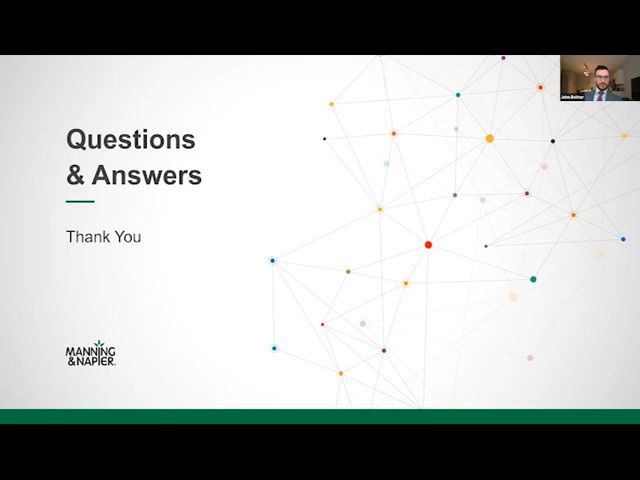 Questions
& Answers
Thank You
MANNING
& NAPIER